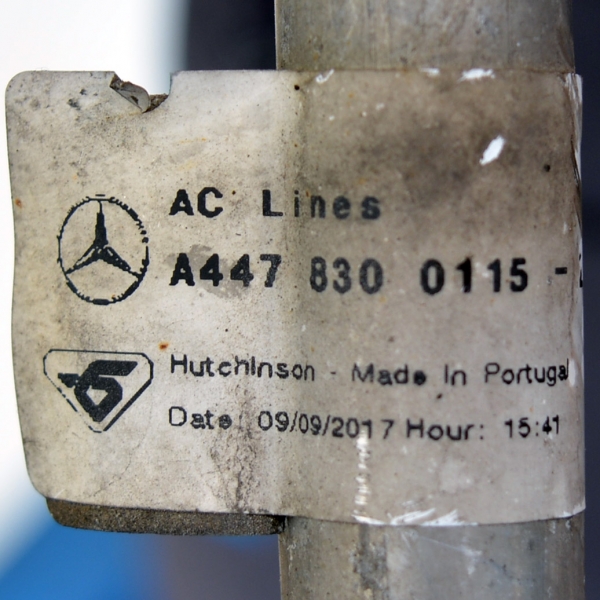 AC Lines
A447 830 0115 -
Hutchinson - Made In Portugal
Date: 09/09/2017 Hour: 15:41